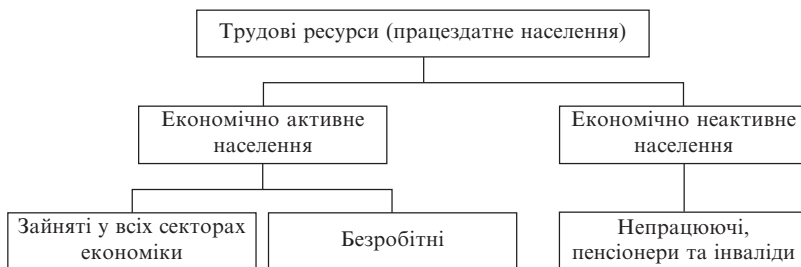 Трудові ресурси (працездатне населення)
Економічно активне
населення
Економічно неактивне
населення
Зайняті у всіх секторах
економіки
Безробітні
Непрацюючі,
пенсіонери та інваліди